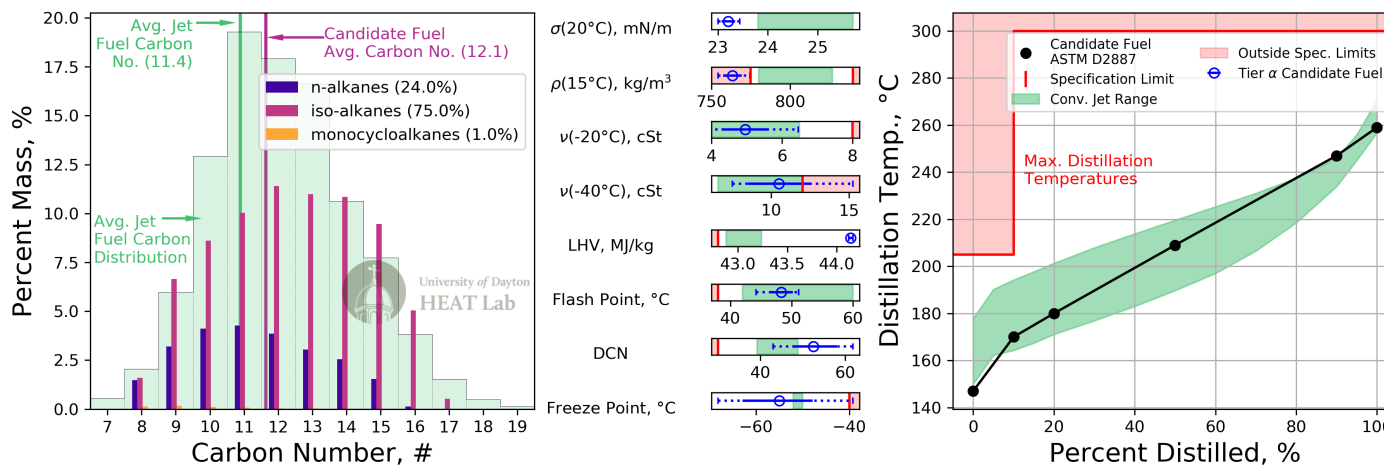 20.0
17.5
15.0
12.5
10.0
7.5
5.0
2.5
0.0
Percent Mass, %
7 8 9 10 11 12 13 14 15 16 17 18 19
Carbon Number, #
Avg. Jet
Fuel Carbon
No. (11.4)
Candidate Fuel
Avg. Carbon No. (12.1)
n-alkanes (24.0%)
iso-alkanes (75.0%)
monocycloalkanes (1.0%)
Avg. Jet
Fuel Carbon
Distribution
University of Dayton
HEAT Lab
σ(20°C), mN/m
23 24 25
ρ(15°C), kg/m³
750 800
ν(-20°C), cSt
4 6 8
ν(-40°C), cSt
10 15
LHV, MJ/kg
43.0 43.5 44.0
Flash Point, °C
40 50 60
DCN
40 60
Freeze Point, °C
−60 −40
Distillation Temp., °C
300
280
260
240
220
200
180
160
140
Candidate Fuel
ASTM D2887
Specification Limit
Conv. Jet Range
Outside Spec. Limits
Tier α Candidate Fuel
Max. Distillation
Temperatures
0 20 40 60 80 100
Percent Distilled, %